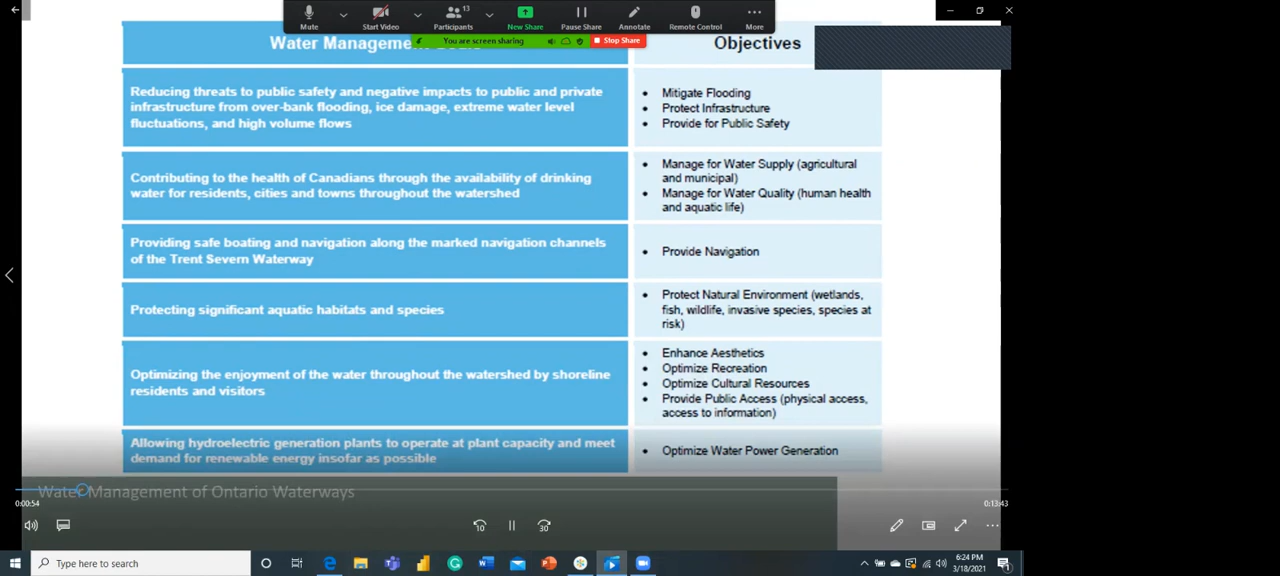 Mute
Start Video
13
Participants
New Share
Pause Share
Annotate
Remote Control
More
You are screen sharing
Stop Share
Water Management
Objectives
Reducing threats to public safety and negative impacts to public and private
infrastructure from over-bank flooding, ice damage, extreme water level
fluctuations, and high volume flows
• Mitigate Flooding
• Protect Infrastructure
• Provide for Public Safety
Contributing to the health of Canadians through the availability of drinking
water for residents, cities and towns throughout the watershed
• Manage for Water Supply (agricultural
and municipal)
• Manage for Water Quality (human health
and aquatic life)
Providing safe boating and navigation along the marked navigation channels
of the Trent Severn Waterway
• Provide Navigation
Protecting significant aquatic habitats and species
• Protect Natural Environment (wetlands,
fish, wildlife, invasive species, species at
risk)
Optimizing the enjoyment of the water throughout the watershed by shoreline
residents and visitors
• Enhance Aesthetics
• Optimize Recreation
• Optimize Cultural Resources
• Provide Public Access (physical access,
access to information)
Allowing hydroelectric generation plants to operate at plant capacity and meet
demand for renewable energy insofar as possible
• Optimize Water Power Generation
Water Management of Ontario Waterways
0:00:54
0:13:43
10
30
Type here to search
6:24 PM
3/18/2021